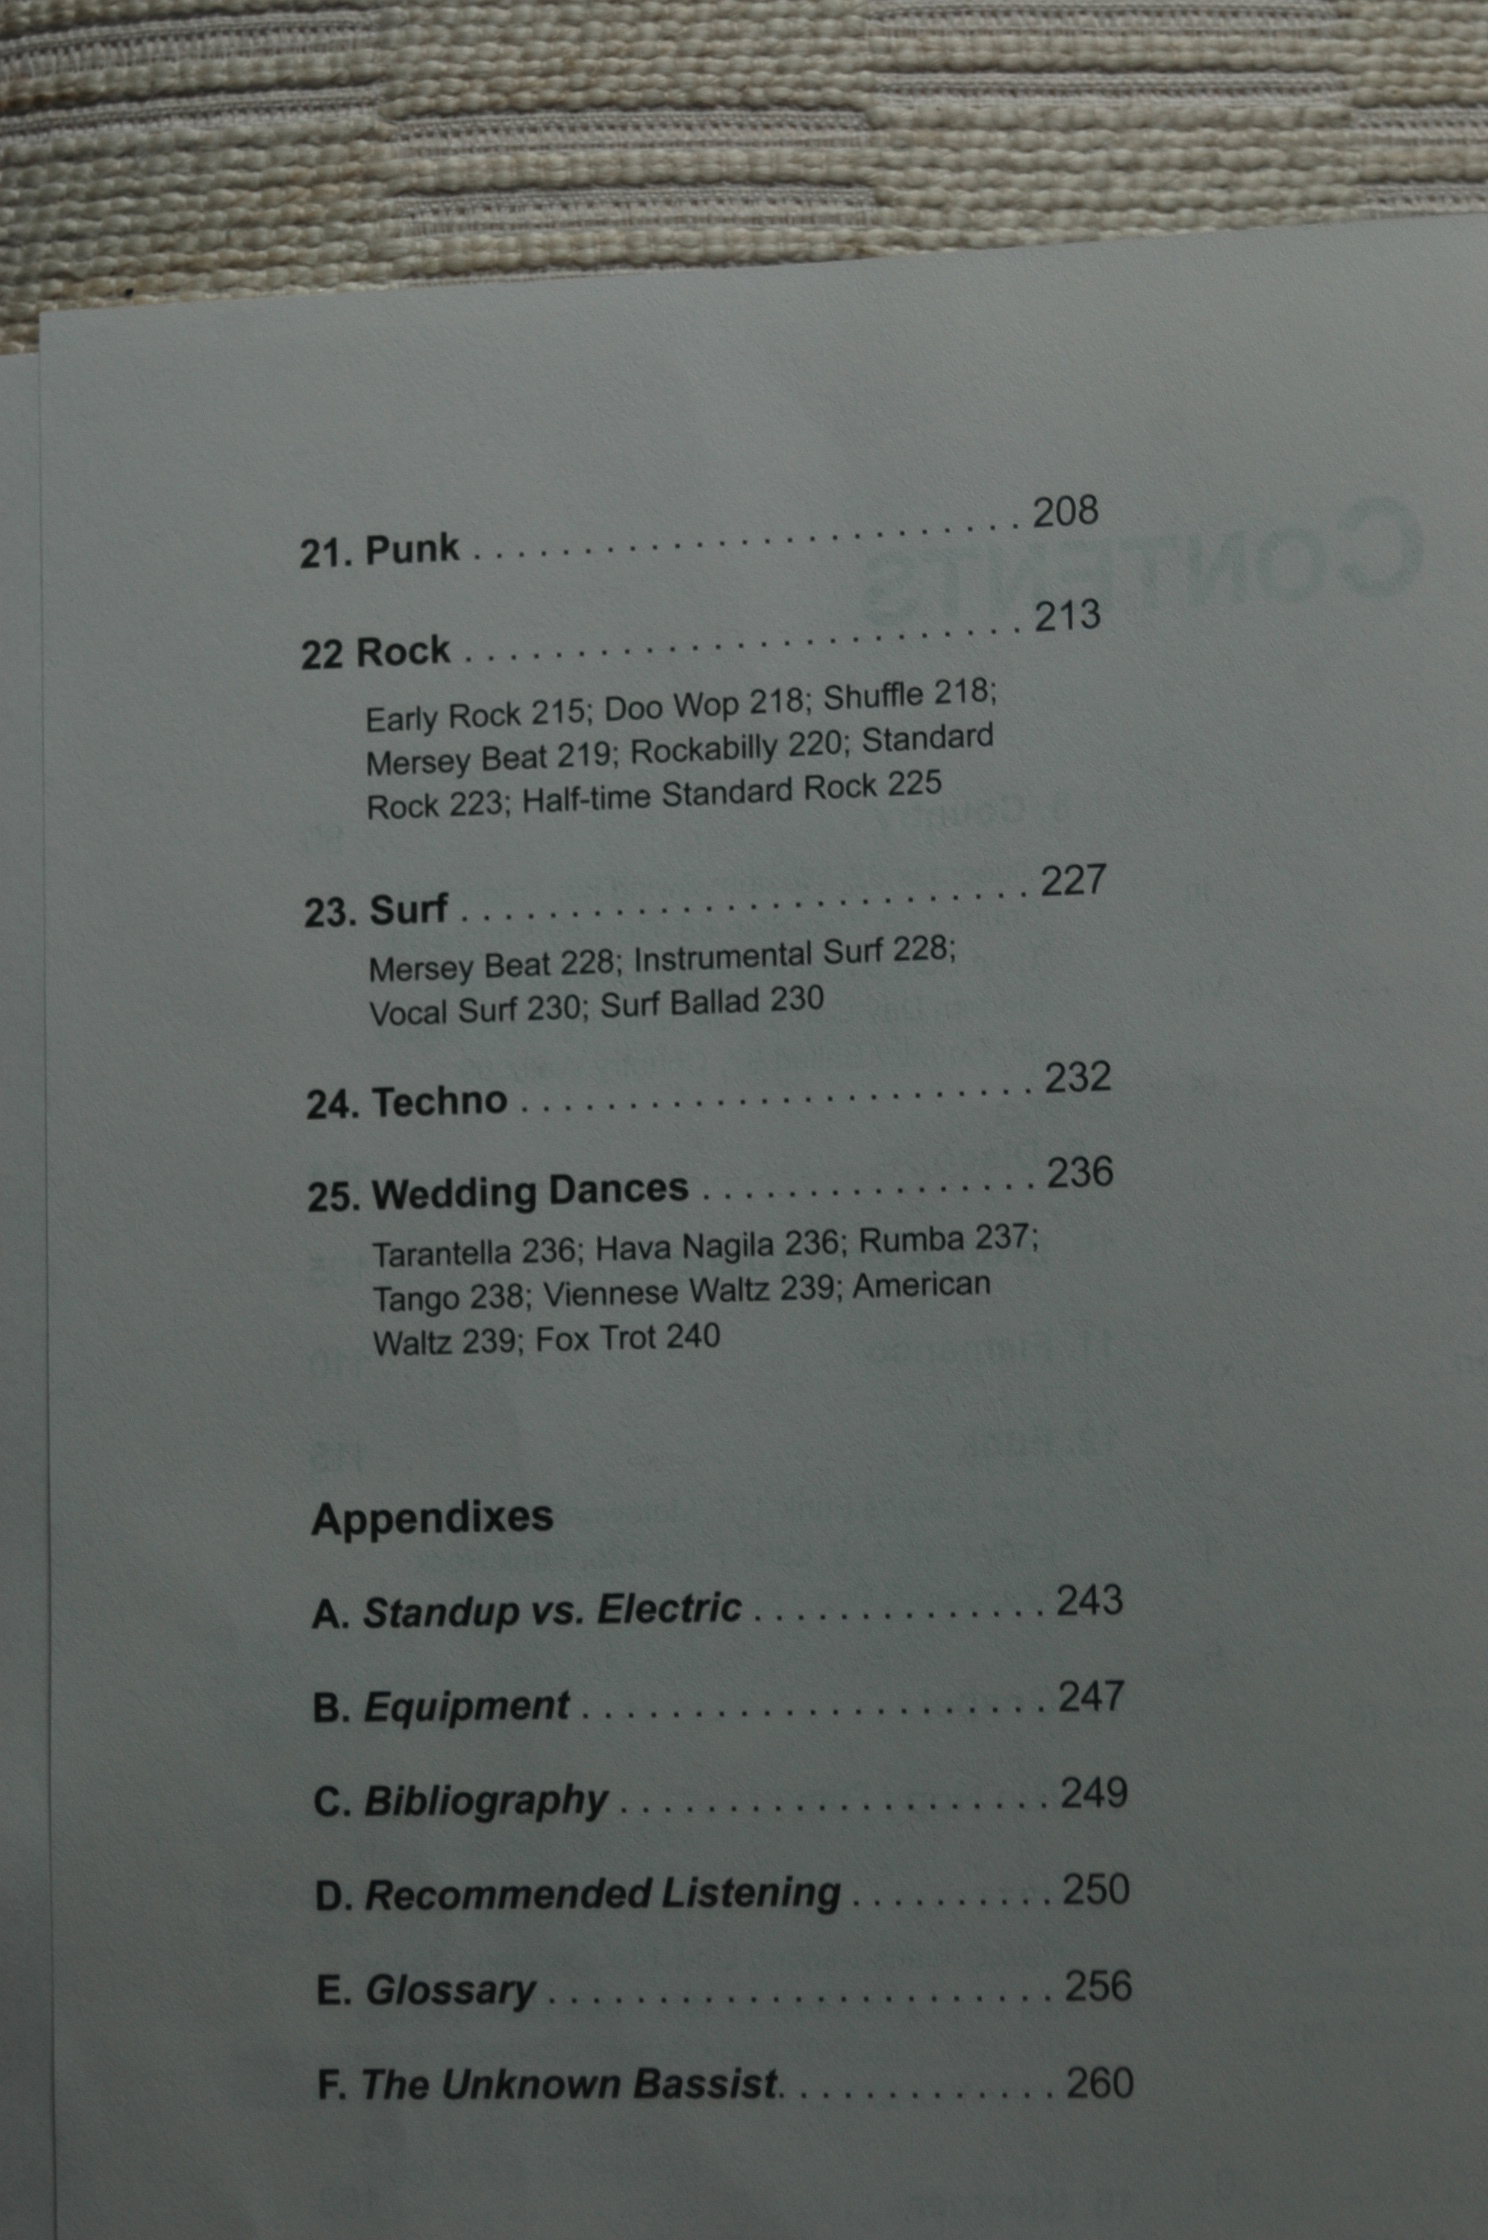 21. Punk . . . . . . . . . . . . . . . . . . . . . . . . . 208
22 Rock . . . . . . . . . . . . . . . . . . . . . . . . . 213
Early Rock 215; Doo Wop 218; Shuffle 218;
Mersey Beat 219; Rockabilly 220; Standard
Rock 223; Half-time Standard Rock 225
23. Surf . . . . . . . . . . . . . . . . . . . . . . . . . . 227
Mersey Beat 228; Instrumental Surf 228;
Vocal Surf 230; Surf Ballad 230
24. Techno . . . . . . . . . . . . . . . . . . . . . . . . 232
25. Wedding Dances . . . . . . . . . . . . . . . . 236
Tarantella 236; Hava Nagila 236; Rumba 237;
Tango 238; Viennese Waltz 239; American
Waltz 239; Fox Trot 240
Appendixes
A. Standup vs. Electric . . . . . . . . . . . . . . 243
B. Equipment . . . . . . . . . . . . . . . . . . . . . . 247
C. Bibliography . . . . . . . . . . . . . . . . . . . . 249
D. Recommended Listening . . . . . . . . . . 250
E. Glossary . . . . . . . . . . . . . . . . . . . . . . . . 256
F. The Unknown Bassist. . . . . . . . . . . . . . 260
CONTENTS